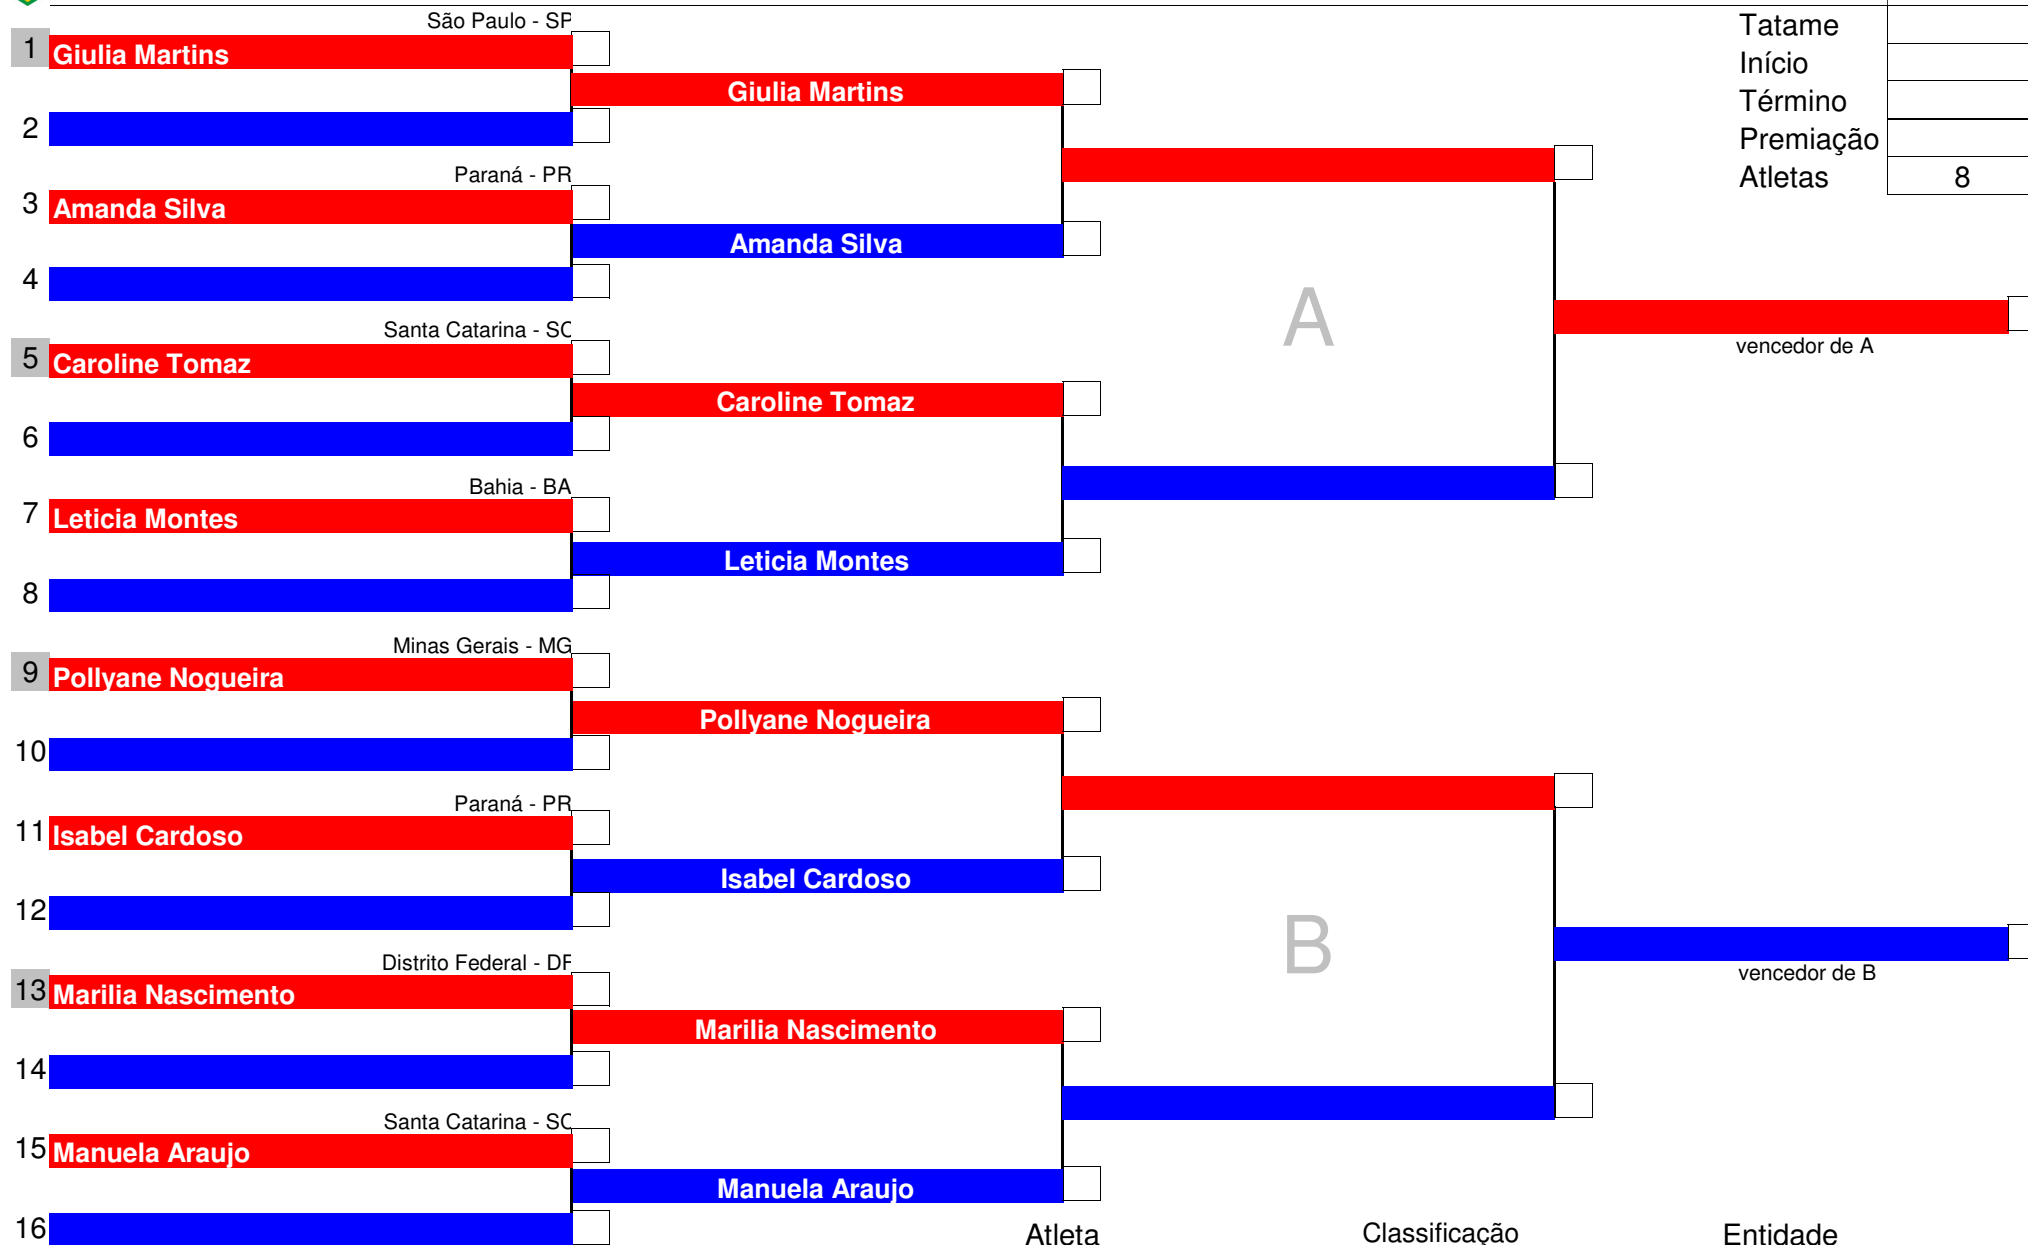 São Paulo - SP
1 Giulia Martins
Giulia Martins
2
Paraná - PR
3 Amanda Silva
Amanda Silva
4
Santa Catarina - SC
5 Caroline Tomaz
Caroline Tomaz
6
Bahia - BA
7 Leticia Montes
Leticia Montes
8
Minas Gerais - MG
9 Pollyane Nogueira
Pollyane Nogueira
10
Paraná - PR
11 Isabel Cardoso
Isabel Cardoso
12
Distrito Federal - DF
13 Marilia Nascimento
Marilia Nascimento
14
Santa Catarina - SC
15 Manuela Araujo
Manuela Araujo
16
A
B
vencedor de A
vencedor de B
Tatame
Início
Término
Premiação
Atletas 8
Atleta Classificação Entidade